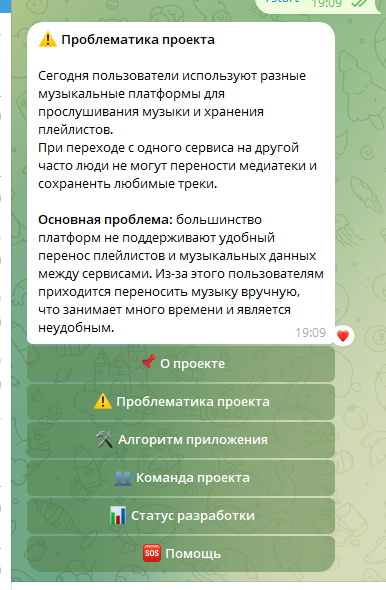 19:09
⚠️ Проблематика проекта
Сегодня пользователи используют разные
музыкальные платформы для
прослушивания музыки и хранения
плейлистов.
При переходе с одного сервиса на другой
часто люди не могут перености медиатеки и
сохраненть любимые треки.
Основная проблема: большинство
платформ не поддерживают удобный
перенос плейлистов и музыкальных данных
между сервисами. Из-за этого пользователям
приходится переносить музыку вручную,
что занимает много времени и является
неудобным.
19:09
📌 О проекте
⚠️ Проблематика проекта
🛠 Алгоритм приложения
👥 Команда проекта
📊 Статус разработки
🆘 Помощь